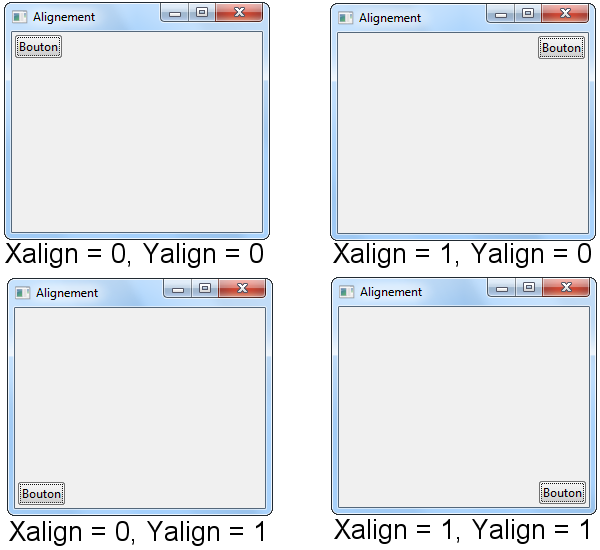 Alignement
Bouton
Xalign = 0, Yalign = 0
Alignement
Bouton
Xalign = 1, Yalign = 0
Alignement
Bouton
Xalign = 0, Yalign = 1
Alignement
Bouton
Xalign = 1, Yalign = 1